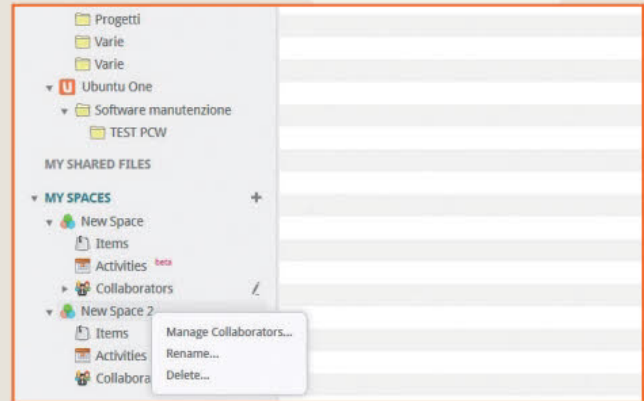 Progetti
Varie
Varie
Ubuntu One
Software manutenzione
TEST PCW
MY SHARED FILES
MY SPACES
New Space
Items
Activities beta
Collaborators
New Space 2
Items
Activities
Collabora
Manage Collaborators...
Rename...
Delete...